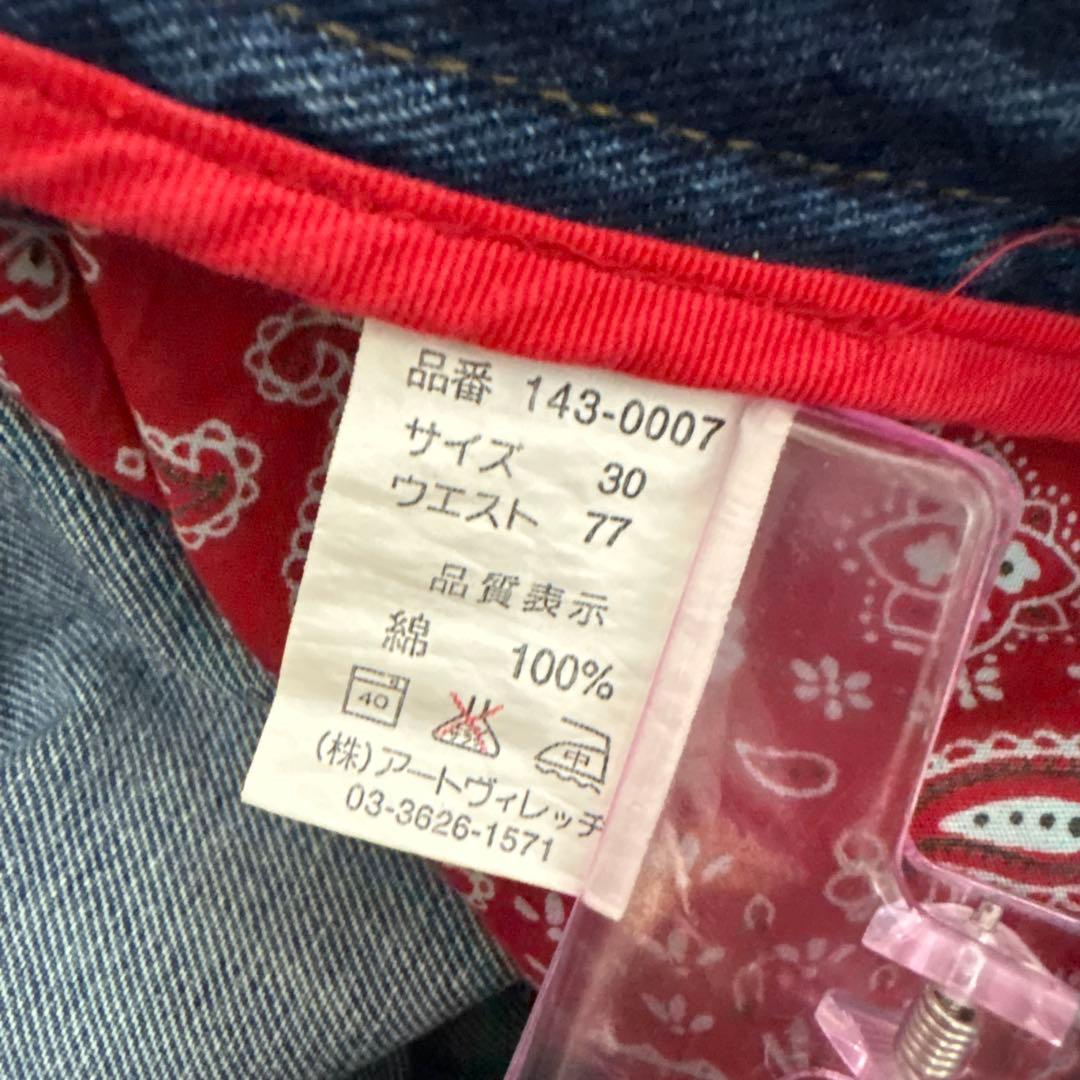 品番 143-0007
サイズ 30
ウエスト 77
品質表示
綿 100%
40 中
(株)アートヴィレッヂ
03-3626-1571